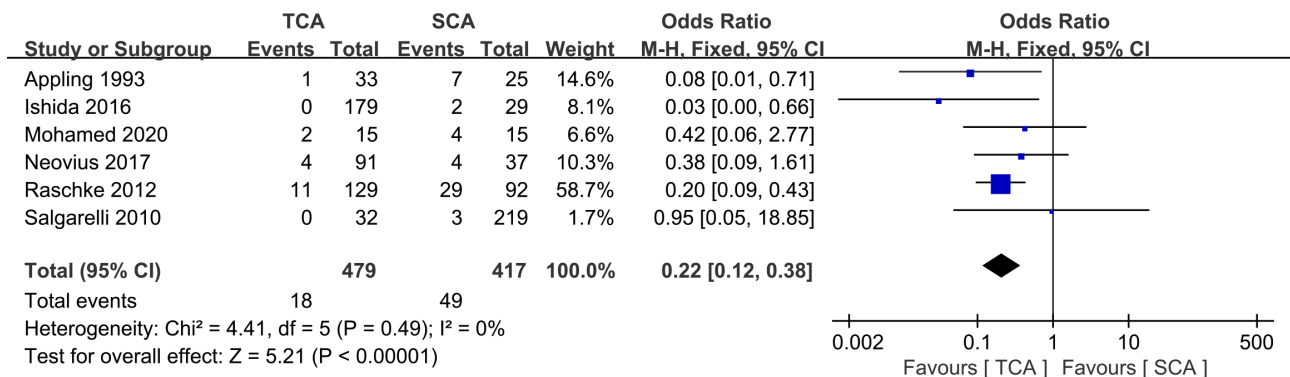 TCA SCA Odds Ratio Odds Ratio
Study or Subgroup Events Total Events Total Weight M-H, Fixed, 95% CI M-H, Fixed, 95% CI
Appling 1993 1 33 7 25 14.6% 0.08 [0.01, 0.71]
Ishida 2016 0 179 2 29 8.1% 0.03 [0.00, 0.66]
Mohamed 2020 2 15 4 15 6.6% 0.42 [0.06, 2.77]
Neovius 2017 4 91 4 37 10.3% 0.38 [0.09, 1.61]
Raschke 2012 11 129 29 92 58.7% 0.20 [0.09, 0.43]
Salgarelli 2010 0 32 3 219 1.7% 0.95 [0.05, 18.85]
Total (95% CI) 479 417 100.0% 0.22 [0.12, 0.38]
Total events 18 49
Heterogeneity: Chi² = 4.41, df = 5 (P = 0.49); I² = 0%
Test for overall effect: Z = 5.21 (P < 0.00001)
0.002 0.1 1 10 500
Favours [ TCA ] Favours [ SCA ]